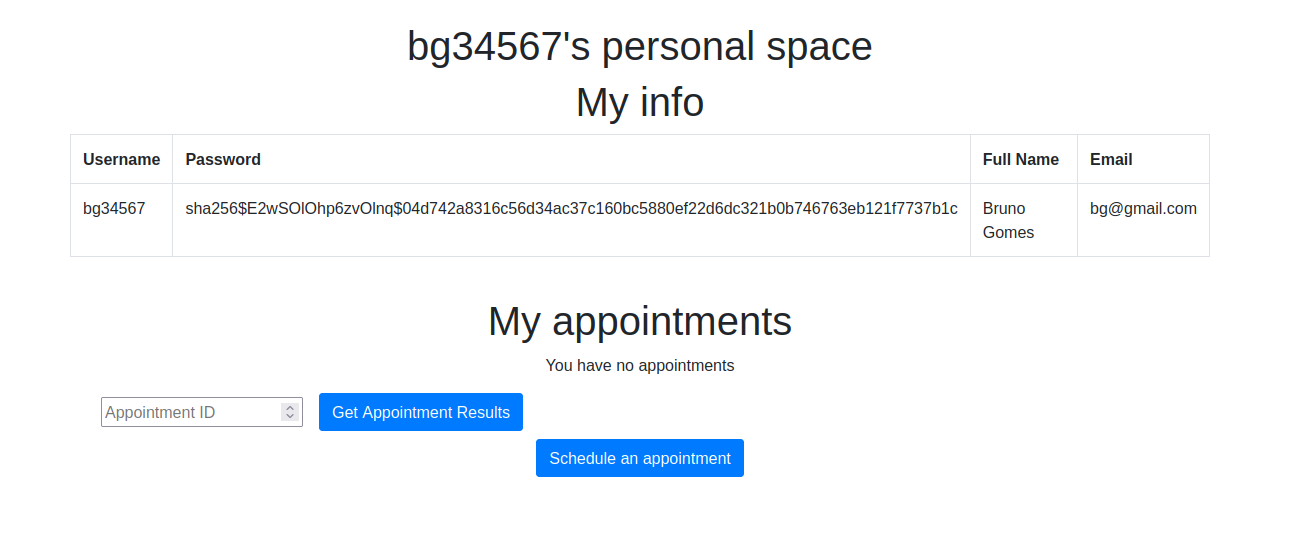 bg34567's personal space
My info
Username Password Full Name Email
bg34567 sha256$E2wSOlOhp6zvOlnq$04d742a8316c56d34ac37c160bc5880ef22d6dc321b0b746763eb121f7737b1c Bruno Gomes bg@gmail.com
My appointments
You have no appointments
Appointment ID Get Appointment Results
Schedule an appointment